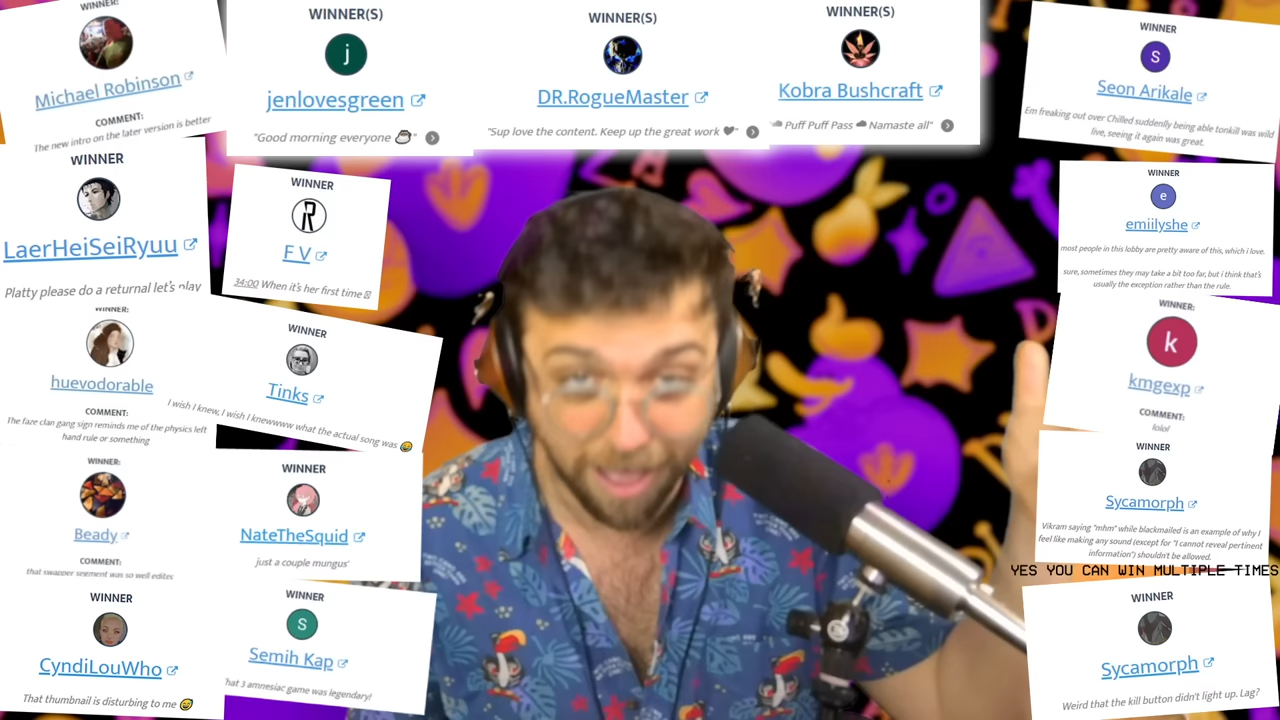 WINNER:
Michael Robinson
COMMENT:
The new intro on the later version is better
WINNER(S)
j
jenlovesgreen
"Good morning everyone "
WINNER(S)
DR.RogueMaster
"Sup love the content. Keep up the great work 🖤"
WINNER(S)
Kobra Bushcraft
Puff Puff Pass Namaste all"
WINNER
S
Seon Arikale
Em freaking out over Chilled suddenlly being able tonkill was wild
live, seeing it again was great.
WINNER
LaerHeiSeiRyuu
Platty please do a returnal let's play
WINNER
R
F V
34:00 When it's her first time
WINNER
e
emiilyshe
most people in this lobby are pretty aware of this, which i love.
sure, sometimes they may take a bit too far, but i think that's
usually the exception rather than the rule.
WINNER:
huevodorable
COMMENT:
The faze clan gang sign reminds me of the physics left
hand rule or something
WINNER
Tinks
I wish I knew, I wish I knewwwww what the actual song was 😅
WINNER:
k
kmgexp
COMMENT:
lolol
WINNER:
Beady
COMMENT:
that swapper segment was so well edites
WINNER
NateTheSquid
just a couple mungus'
WINNER
Sycamorph
Vikram saying "mhm" while blackmailed is an example of why I
feel like making any sound (except for "I cannot reveal pertinent
information") shouldn't be allowed.
YES YOU CAN WIN MULTIPLE TIMES
WINNER
CyndiLouWho
That thumbnail is disturbing to me 😅
WINNER
S
Semih Kap
That 3 amnesiac game was legendary!
WINNER
Sycamorph
Weird that the kill button didn't light up. Lag?